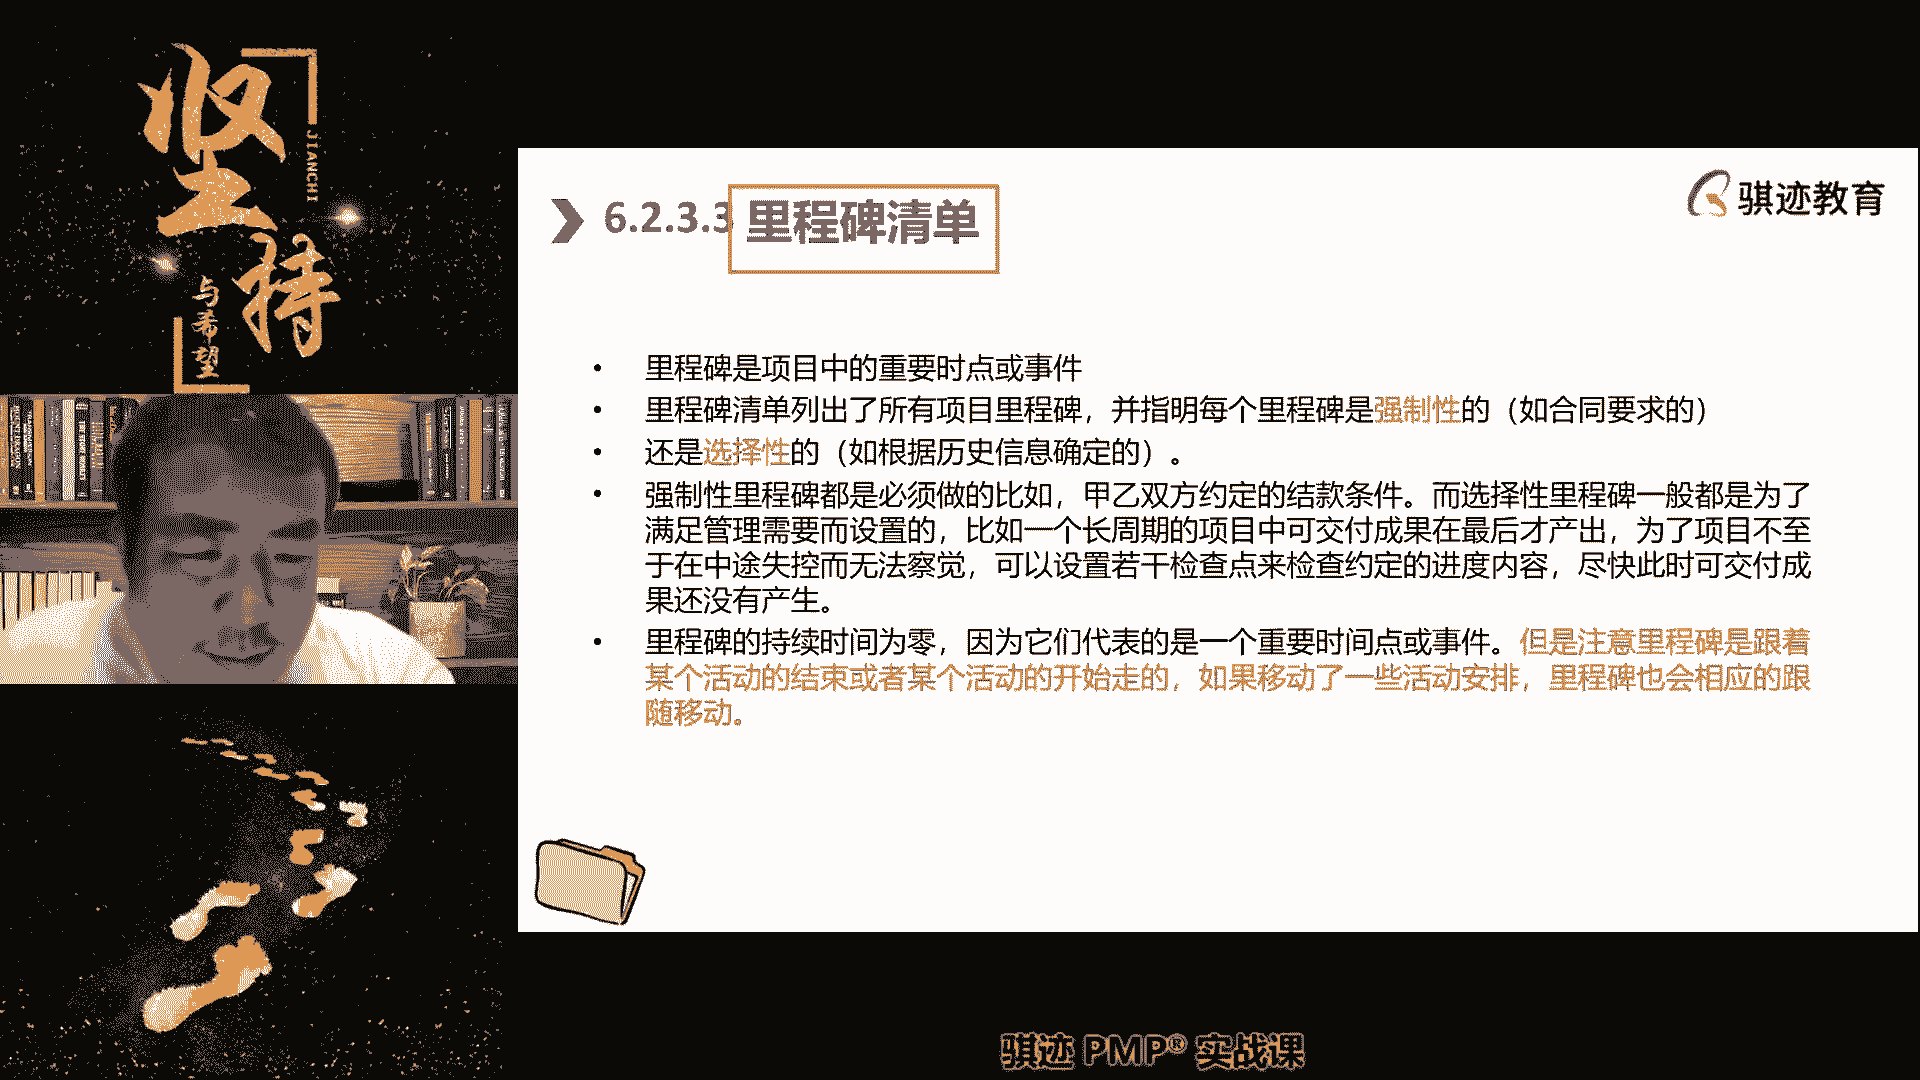 坚持
JIANCHI
与希望
6.2.3.3 里程碑清单
骐迹教育
• 里程碑是项目中的重要时点或事件
• 里程碑清单列出了所有项目里程碑，并指明每个里程碑是强制性的（如合同要求的）
• 还是选择性的（如根据历史信息确定的）。
• 强制性里程碑都是必须做的比如，甲乙双方约定的结款条件。而选择性里程碑一般都是为了
满足管理需要而设置的，比如一个长周期的项目中可交付成果在最后才产出，为了项目不至
于在中途失控而无法察觉，可以设置若干检查点来检查约定的进度内容，尽快此时可交付成
果还没有产生。
• 里程碑的持续时间为零，因为它们代表的是一个重要时间点或事件。但是注意里程碑是跟着
某个活动的结束或者某个活动的开始走的，如果移动了一些活动安排，里程碑也会相应的跟
随移动。
骐迹 PMP® 实战课